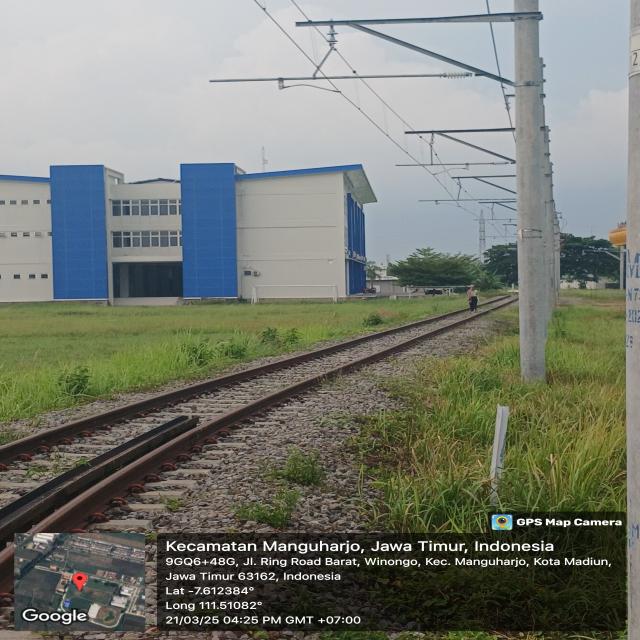 GPS Map Camera
Kecamatan Manguharjo, Jawa Timur, Indonesia
9GQ6+48G, Jl. Ring Road Barat, Winongo, Kec. Manguharjo, Kota Madiun,
Jawa Timur 63162, Indonesia
Lat -7.612384°
Long 111.51082°
21/03/25 04:25 PM GMT +07:00
Google